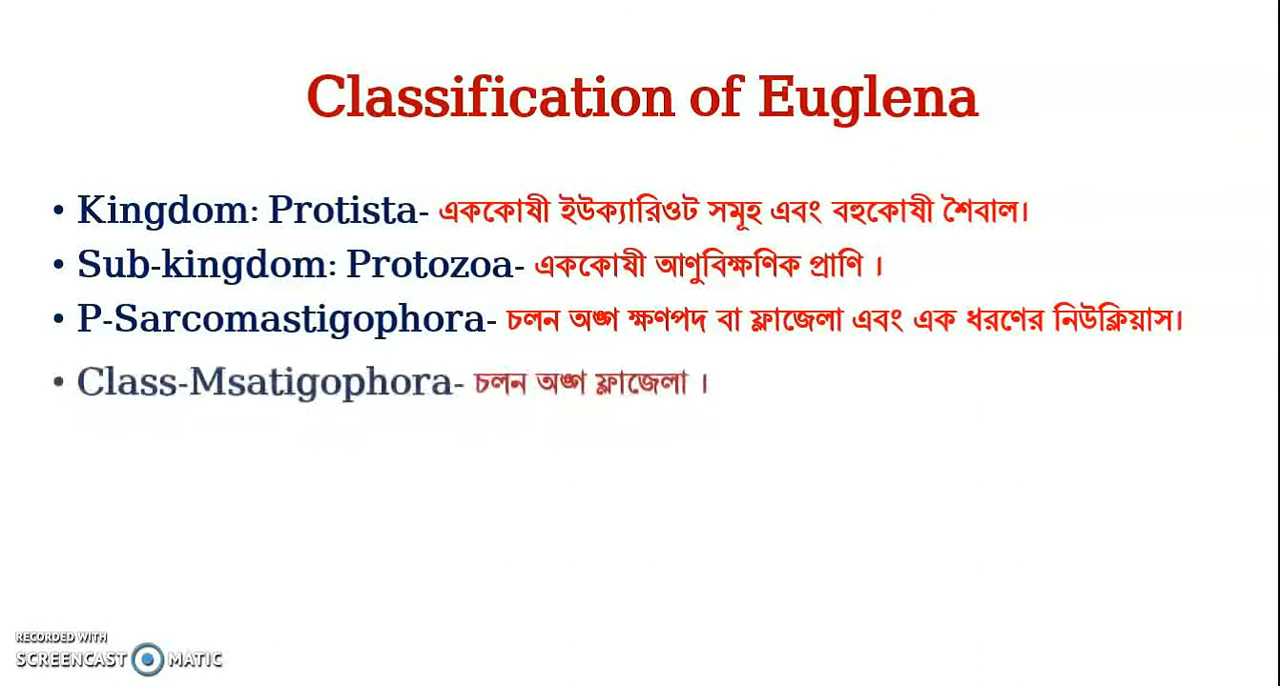 Classification of Euglena
• Kingdom: Protista- এককোষী ইউক্যারিওট সমূহ এবং বহুকোষী শৈবাল।
• Sub-kingdom: Protozoa- এককোষী আণুবিক্ষণিক প্রাণি ।
• P-Sarcomastigophora- চলন অঙ্গ ক্ষণপদ বা ফ্লাজেলা এবং এক ধরণের নিউক্লিয়াস।
• Class-Msatigophora- চলন অঙ্গ ফ্লাজেলা ।
RECORDED WITH
SCREENCAST MATIC